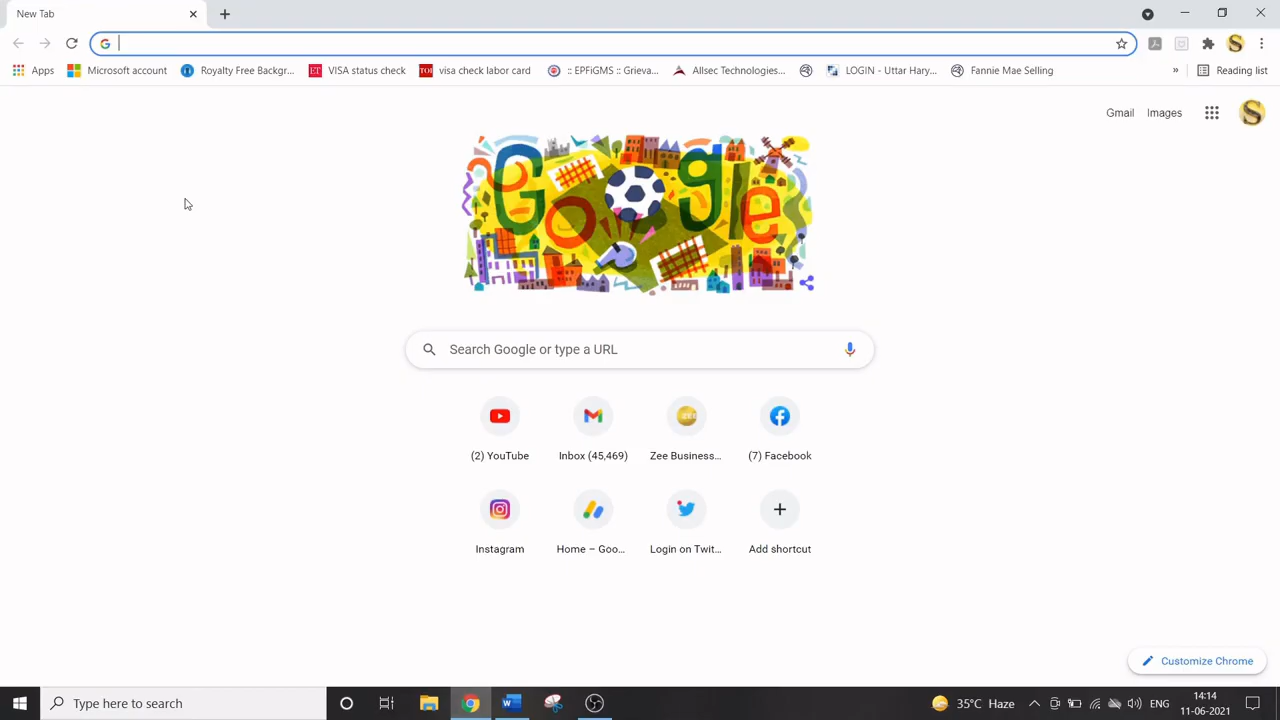 New Tab
Apps
Microsoft account
Royalty Free Backgr...
ET VISA status check
TOI visa check labor card
:: EPFiGMS :: Grieva...
Allsec Technologies...
LOGIN - Uttar Hary...
Fannie Mae Selling
»
Reading list
Gmail
Images
Google
Search Google or type a URL
(2) YouTube
Inbox (45,469)
Zee Business...
(7) Facebook
Instagram
Home – Goo...
Login on Twit...
Add shortcut
Customize Chrome
Type here to search
35°C Haze
ENG
14:14
11-06-2021